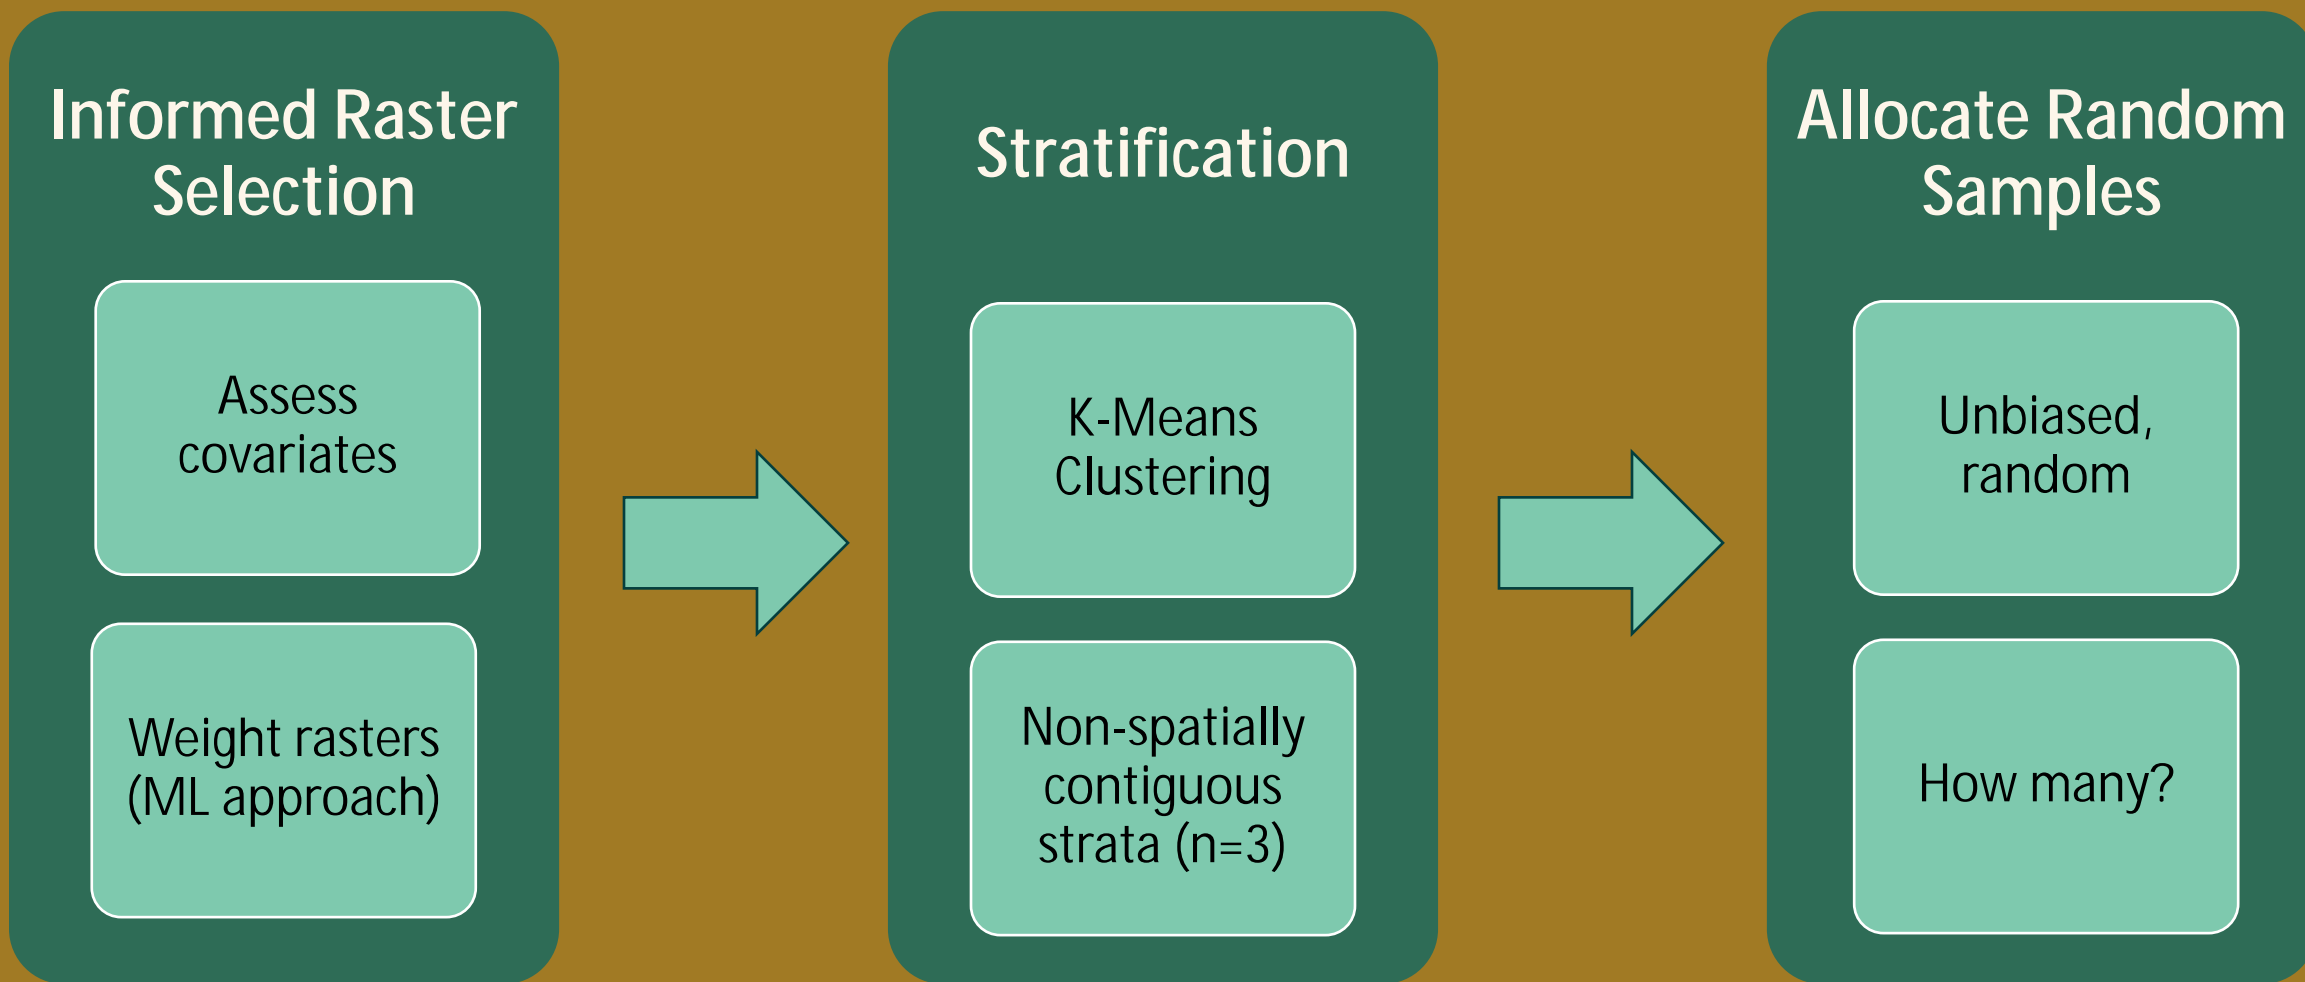 Informed Raster
Selection
Assess
covariates
Weight rasters
(ML approach)
Stratification
K-Means
Clustering
Non-spatially
contiguous
strata (n=3)
Allocate Random
Samples
Unbiased,
random
How many?